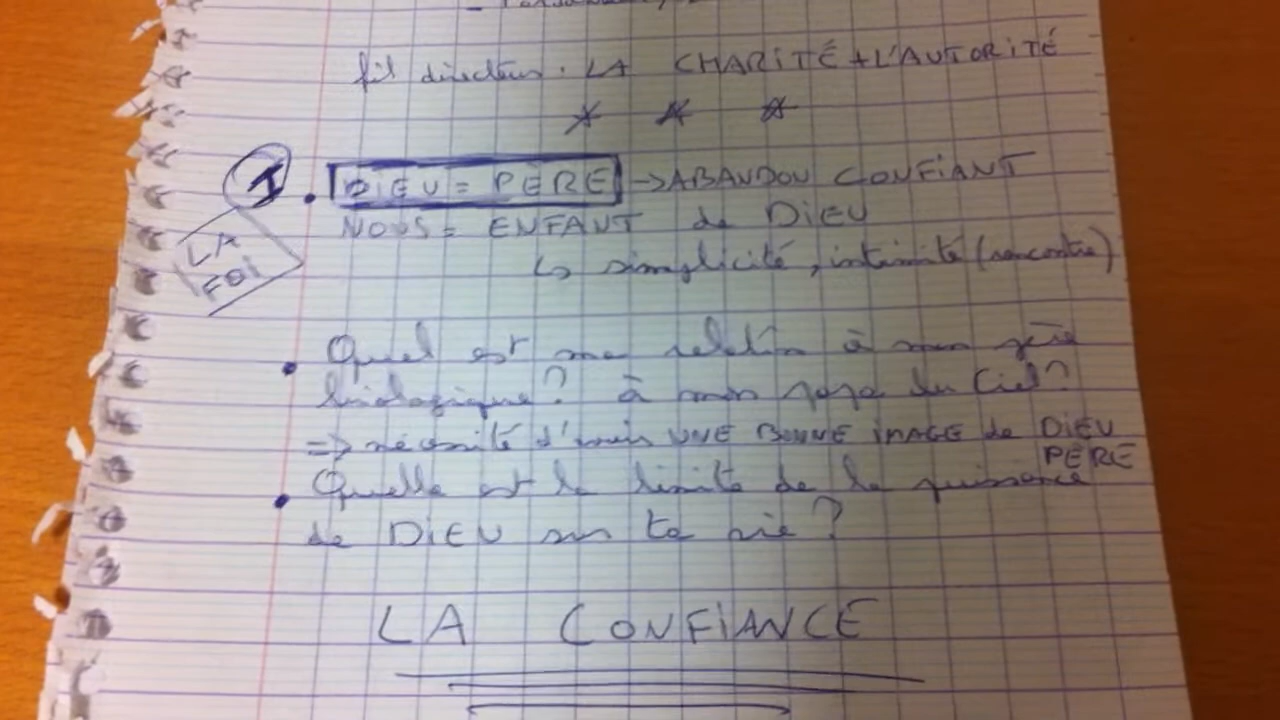 fil directeur. LA CHARITÉ + L'AUTORITÉ
I. DIEU = PÈRE → ABANDON CONFIANT
NOUS = ENFANT de DIEU
LA FOI
↳ simplicité, intimité (rencontre)
• Quel est ma relation à mon père
biologique? à mon papa du Ciel?
=> nécessité d'avoir UNE BONNE IMAGE de DIEU
PÈRE
• Quelle est la limite de la puissance
de DIEU sur ta vie?
LA CONFIANCE